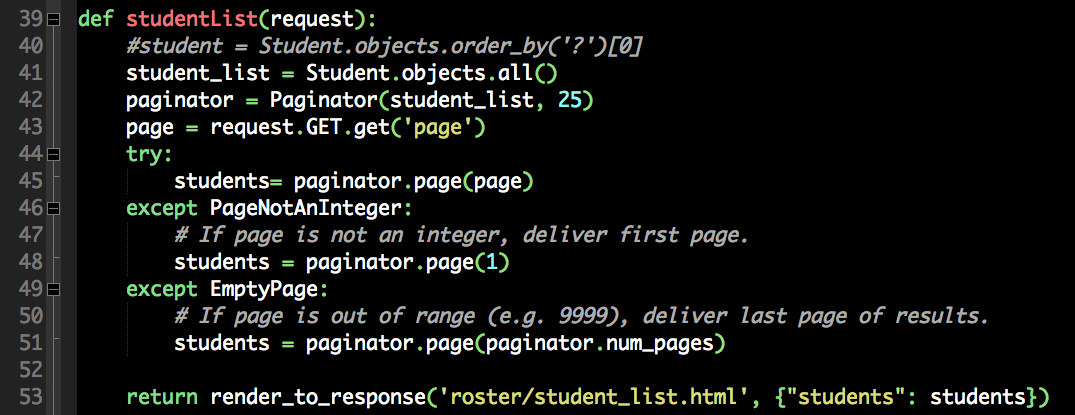 39 def studentList(request):
40     #student = Student.objects.order_by('?')[0]
41     student_list = Student.objects.all()
42     paginator = Paginator(student_list, 25)
43     page = request.GET.get('page')
44     try:
45         students= paginator.page(page)
46     except PageNotAnInteger:
47         # If page is not an integer, deliver first page.
48         students = paginator.page(1)
49     except EmptyPage:
50         # If page is out of range (e.g. 9999), deliver last page of results.
51         students = paginator.page(paginator.num_pages)
52
53     return render_to_response('roster/student_list.html', {"students": students})